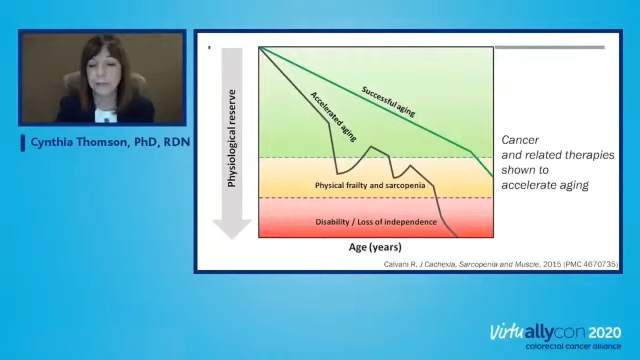 Cynthia Thomson, PhD, RDN
Physiological reserve
Successful aging
Accelerated aging
Physical frailty and sarcopenia
Disability / Loss of independence
Age (years)
Cancer
and related therapies
shown to
accelerate aging
Calvani R, J Cachexia, Sarcopenia and Muscle, 2015 (PMC 4670735)
Virtuallycon 2020
colorectal cancer alliance